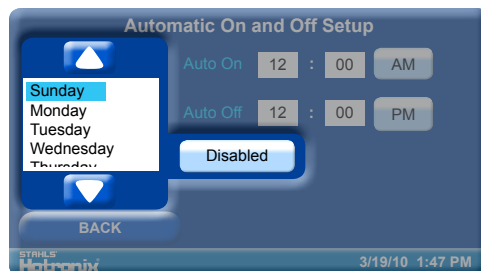 Automatic On and Off Setup
Auto On 12 : 00 AM
Sunday
Monday
Tuesday
Wednesday
Thursday
Auto Off 12 : 00 PM
Disabled
BACK
STAHLS'
Hotronix
3/19/10 1:47 PM